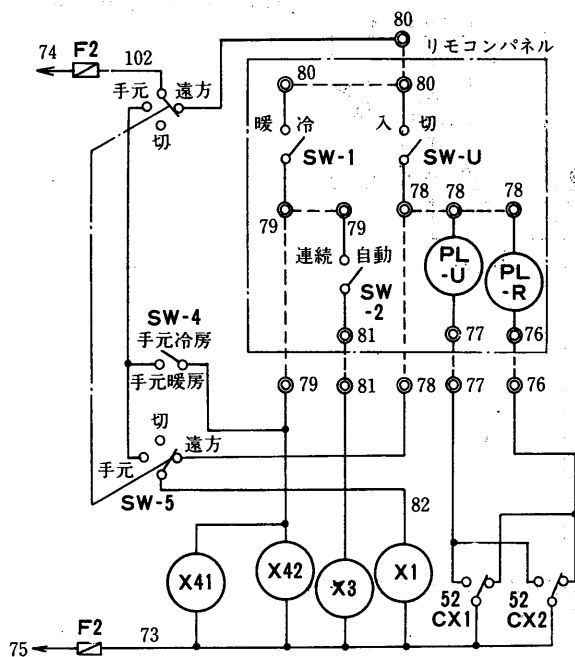 80
リモコンパネル
74
F2
102
手元
遠方
切
80
80
暖
冷
入
切
SW-1
SW-U
78
78
78
79
79
連続
自動
PL
-U
PL
-R
SW
-2
SW-4
手元冷房
手元暖房
81
77
76
79
81
78
77
76
切
遠方
手元
SW-5
82
X41
X42
X3
X1
52
CX1
52
CX2
75
F2
73